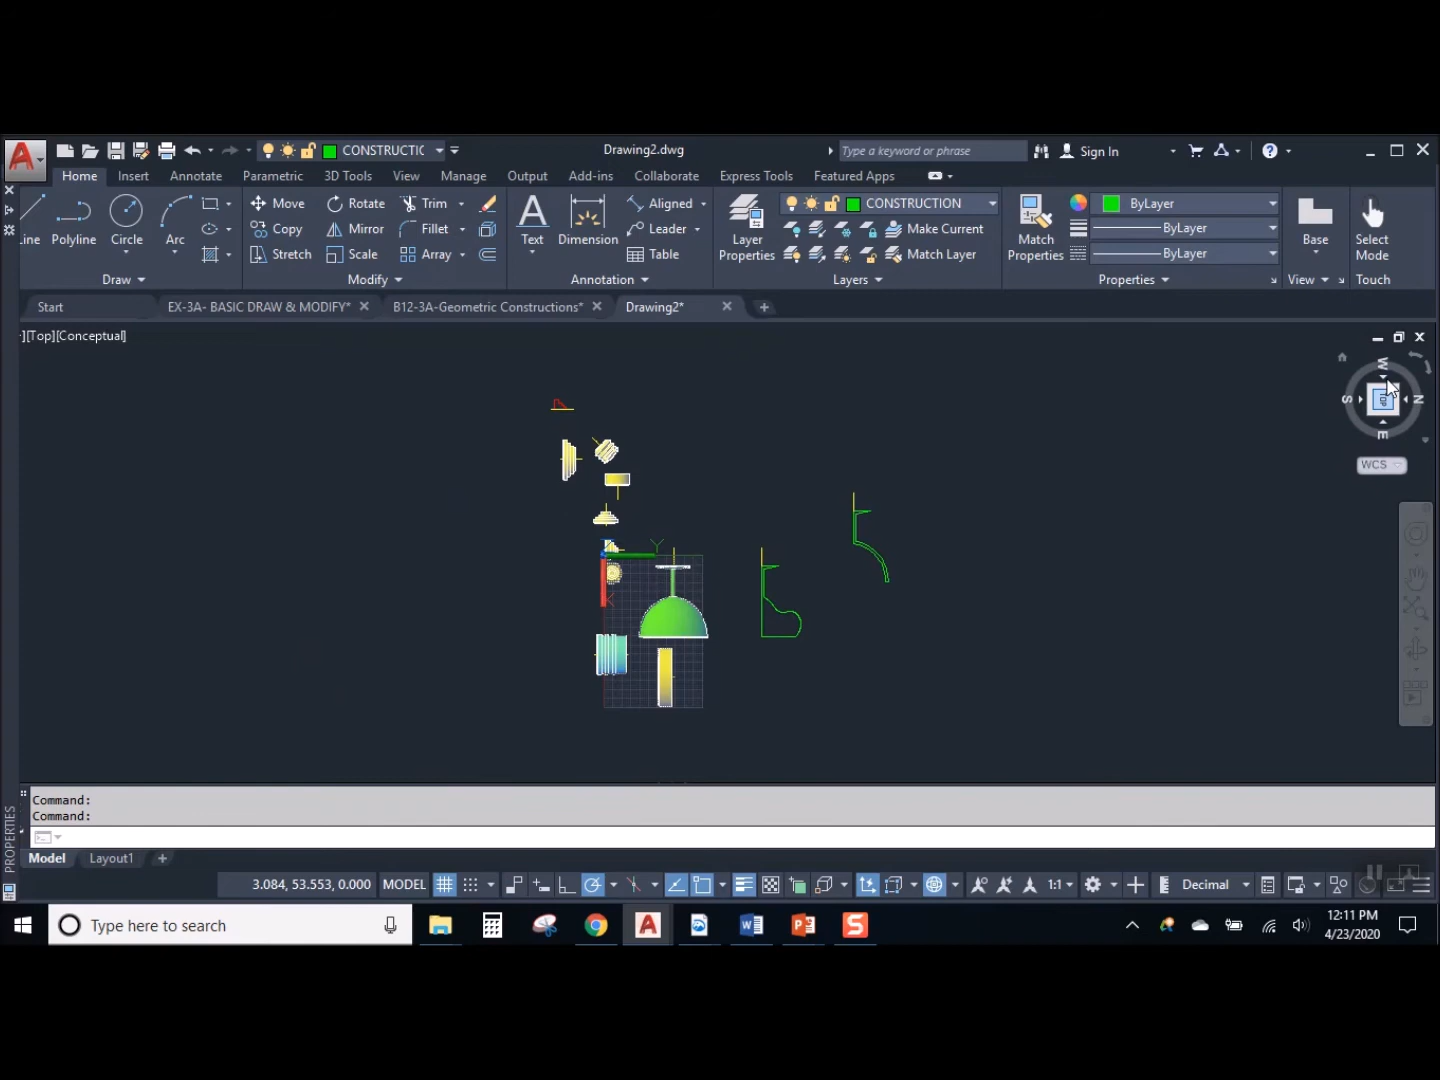 CONSTRUCTIC Drawing2.dwg Type a keyword or phrase Sign In
Home Insert Annotate Parametric 3D Tools View Manage Output Add-ins Collaborate Express Tools Featured Apps
Move Rotate Trim Aligned CONSTRUCTION ByLayer
Copy Mirror Fillet Leader Make Current ByLayer
Stretch Scale Array Table Match Layer ByLayer
ine Polyline Circle Arc Text Dimension Layer Properties Match Properties Base Select Mode
Draw Modify Annotation Layers Properties View Touch
Start EX-3A- BASIC DRAW & MODIFY* B12-3A-Geometric Constructions* Drawing2*
][Top][Conceptual]
W
S TOP N
E
WCS
Y
X
Command:
Command:
PROPERTIES
Model Layout1
3.084, 53.553, 0.000 MODEL 1:1 Decimal
Type here to search
12:11 PM
4/23/2020